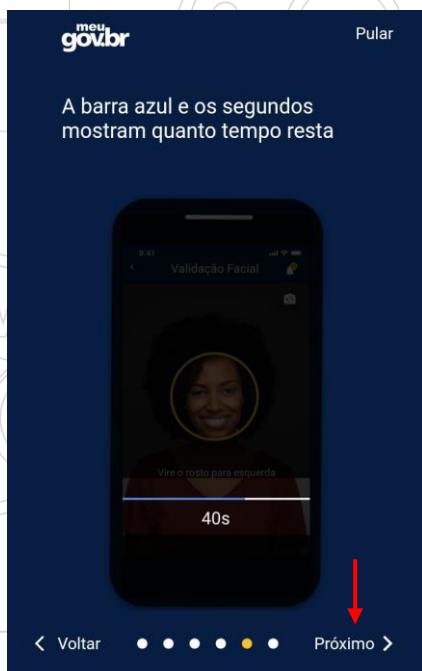 meu
gov.br
Pular
A barra azul e os segundos
mostram quanto tempo resta
9:41
Validação Facial
Vire o rosto para esquerda
40s
Voltar
Próximo